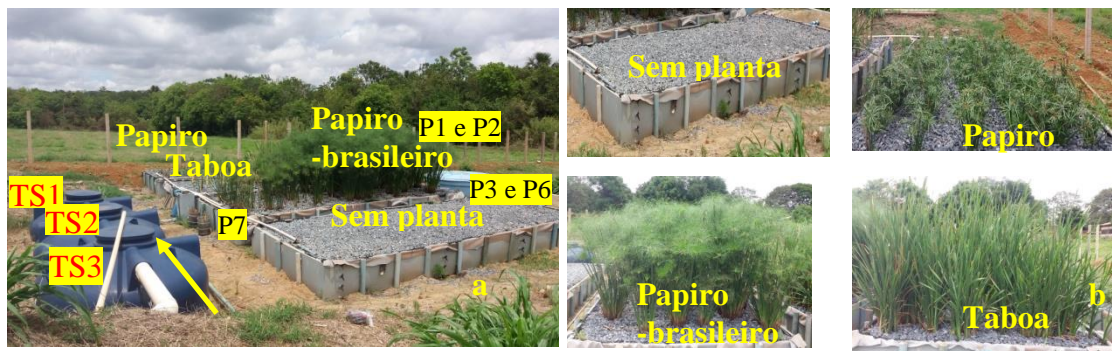 Papiro
Taboa
Papiro
-brasileiro
P1 e P2
P3 e P6
TS1
TS2
TS3
P7
Sem planta
a
Sem planta
Papiro
Papiro
-brasileiro
Taboa
b